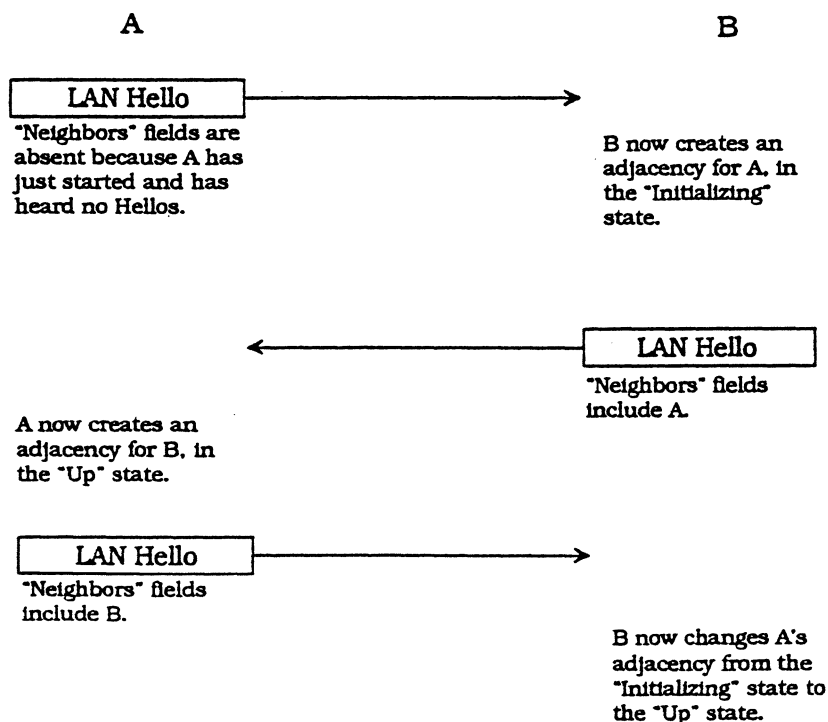 A
B
LAN Hello
"Neighbors" fields are
absent because A has
just started and has
heard no Hellos.
B now creates an
adjacency for A, in
the "Initializing"
state.
LAN Hello
"Neighbors" fields
include A.
A now creates an
adjacency for B, in
the "Up" state.
LAN Hello
"Neighbors" fields
include B.
B now changes A's
adjacency from the
"Initializing" state to
the "Up" state.